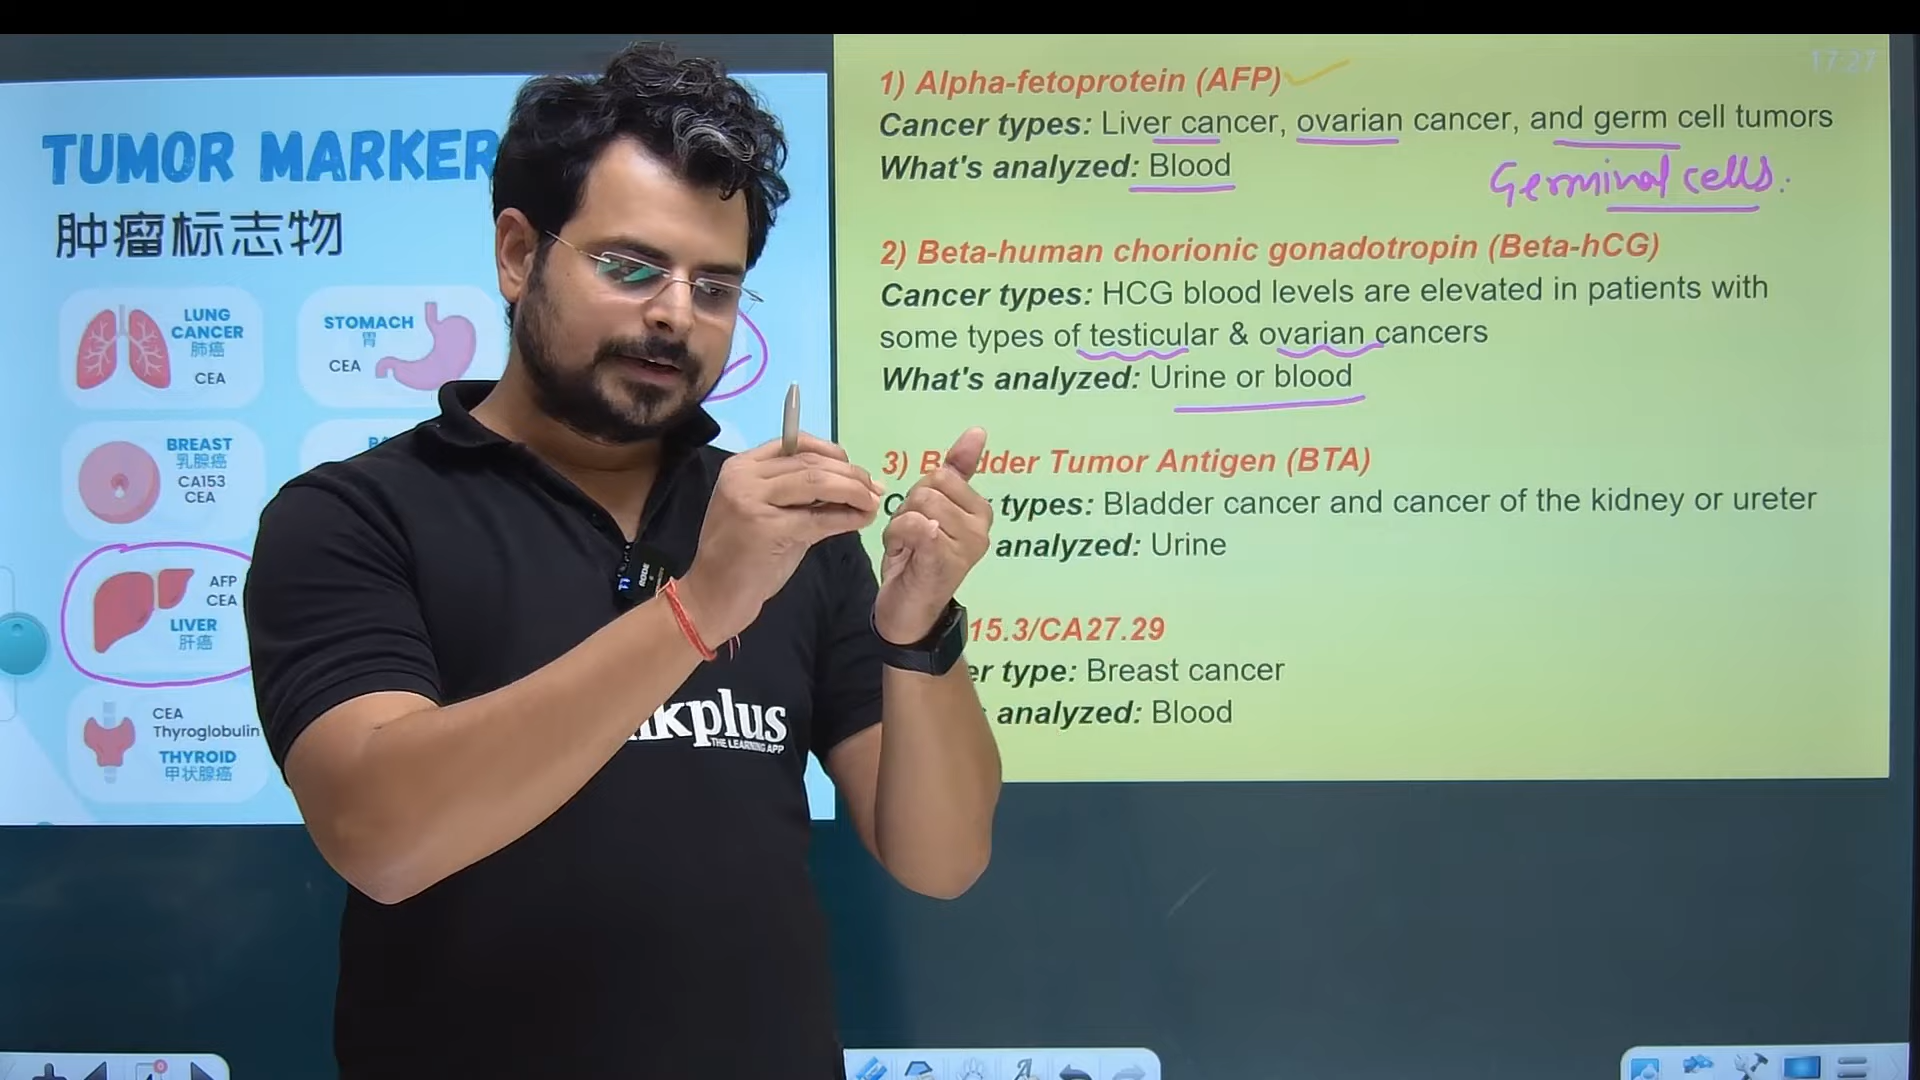 TUMOR MARKER
肿瘤标志物
LUNG
CANCER
肺癌
CEA
STOMACH
胃
CEA
BREAST
乳腺癌
CA153
CEA
AFP
CEA
LIVER
肝癌
CEA
Thyroglobulin
THYROID
甲状腺癌
17:27
1) Alpha-fetoprotein (AFP)
Cancer types: Liver cancer, ovarian cancer, and germ cell tumors
What's analyzed: Blood
Germinal cells.
2) Beta-human chorionic gonadotropin (Beta-hCG)
Cancer types: HCG blood levels are elevated in patients with
some types of testicular & ovarian cancers
What's analyzed: Urine or blood
3) Bladder Tumor Antigen (BTA)
types: Bladder cancer and cancer of the kidney or ureter
analyzed: Urine
15.3/CA27.29
type: Breast cancer
analyzed: Blood
RODE
nkplus
THE LEARNING APP